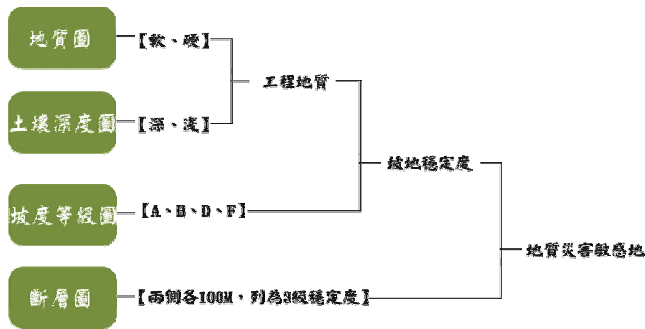 地質圖
【軟、硬】
工程地質
土壤深度圖
【深、淺】
坡地穩定度
坡度等級圖
【A、B、D、F】
地質災害敏感地
斷層圖
【兩側各100M，列為3級穩定度】